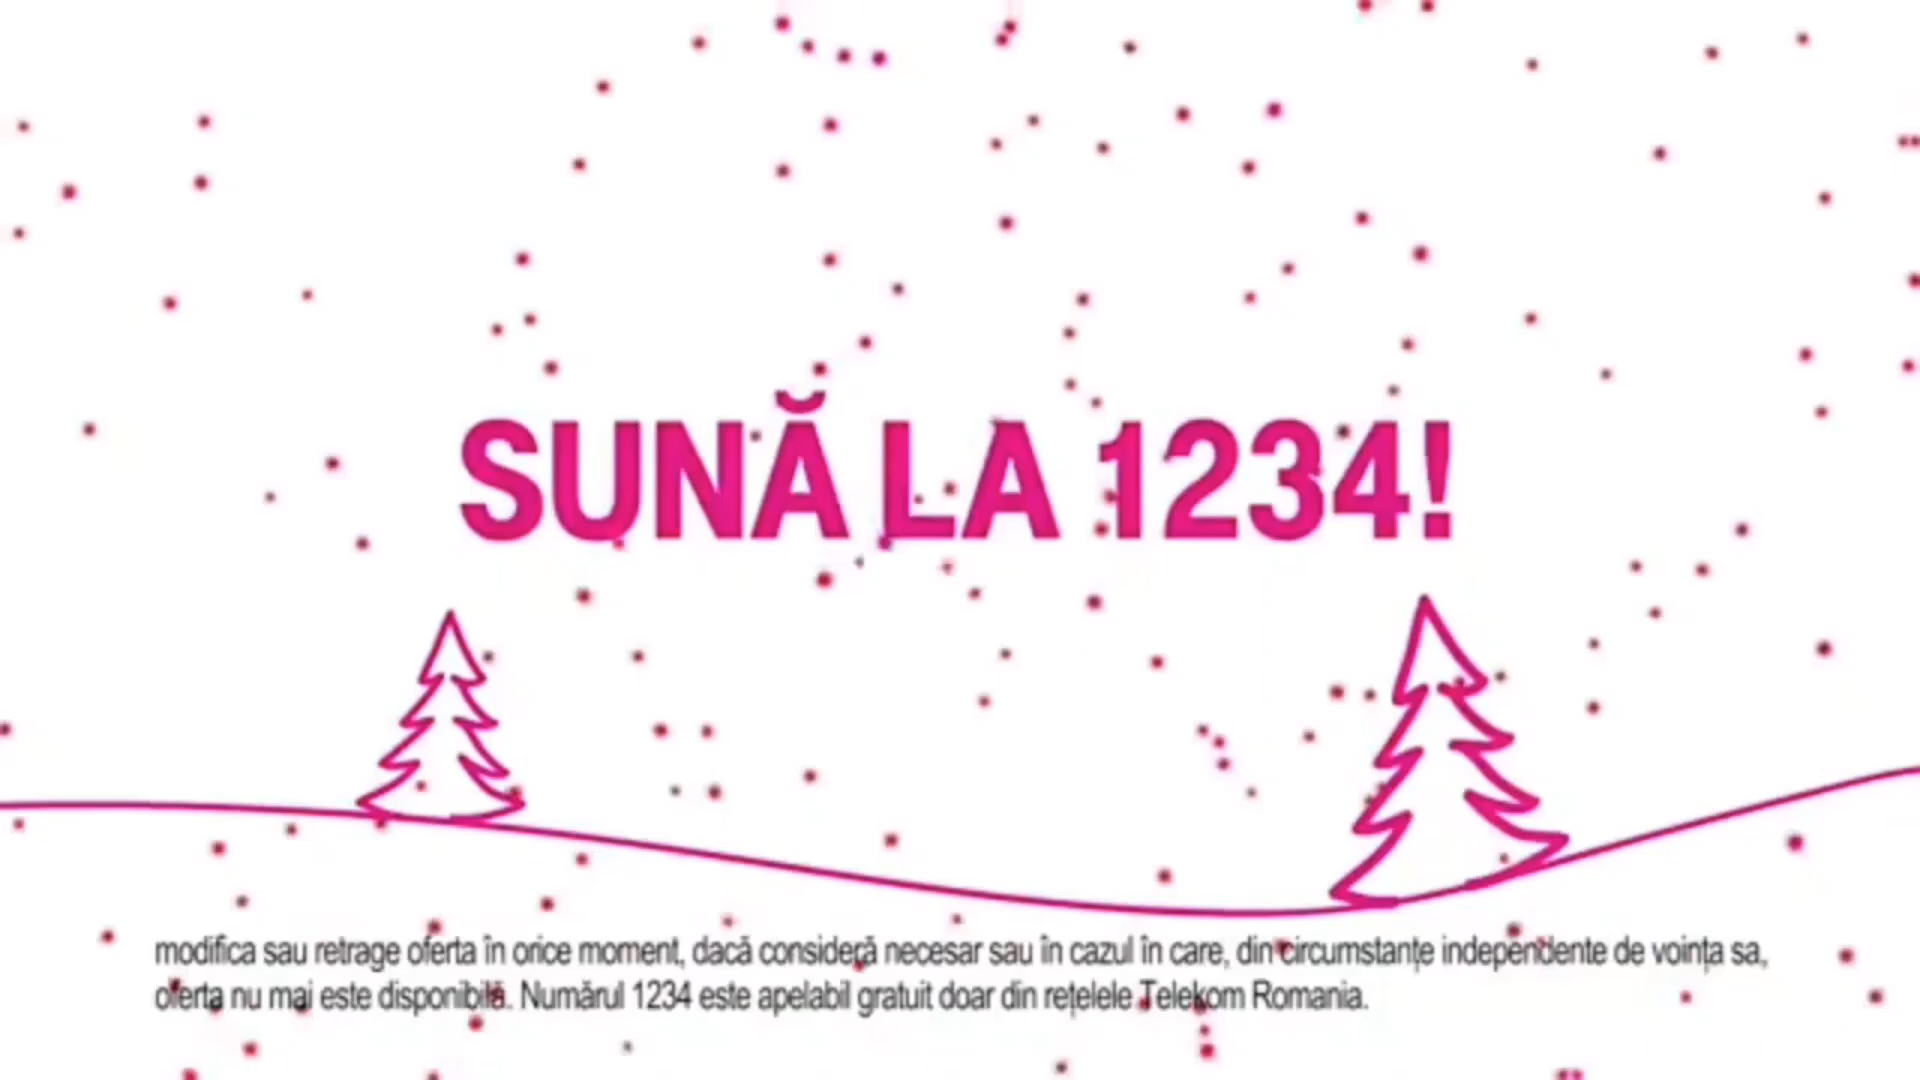 SUNĂ LA 1234!
modifica sau retrage oferta în orice moment, dacă consideră necesar sau în cazul în care, din circumstanțe independente de voința sa,
oferta nu mai este disponibilă. Numărul 1234 este apelabil gratuit doar din rețelele Telekom Romania.